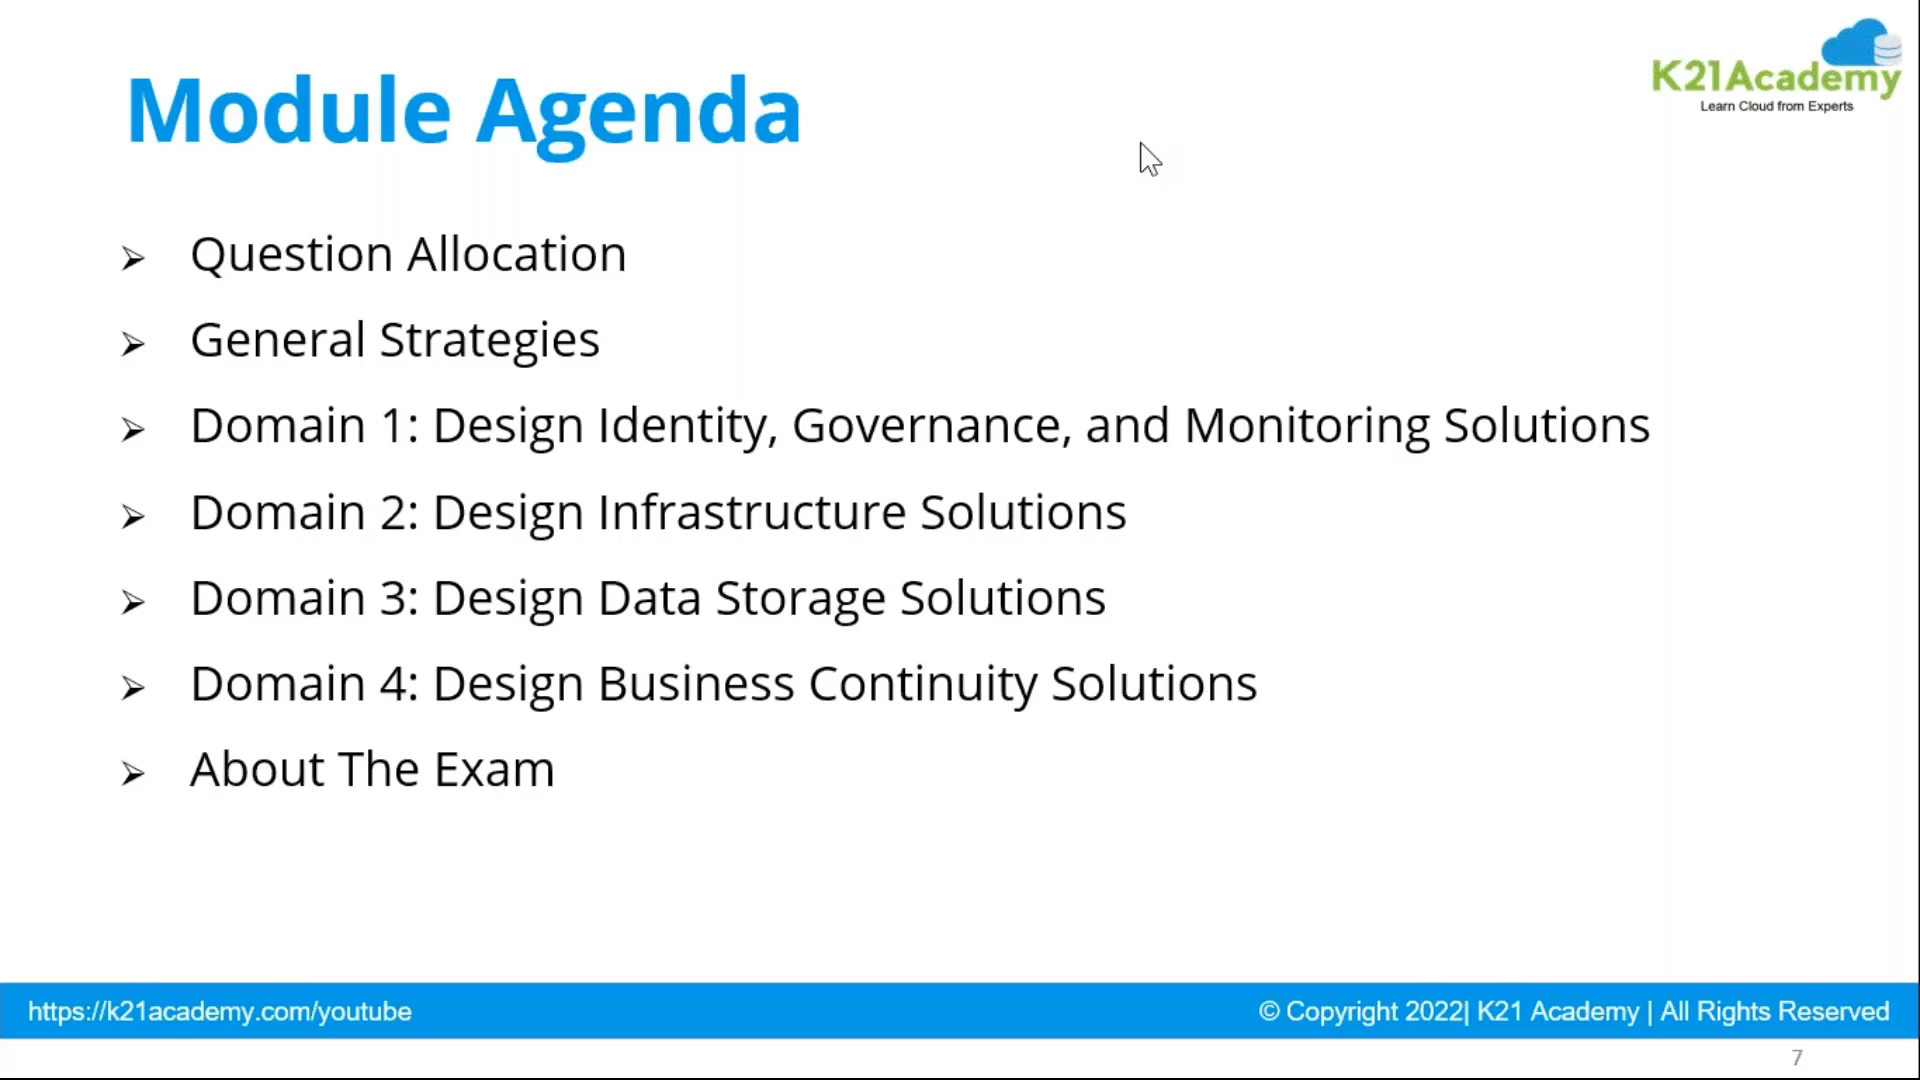 Module Agenda
K21Academy
Learn Cloud from Experts
➢ Question Allocation
➢ General Strategies
➢ Domain 1: Design Identity, Governance, and Monitoring Solutions
➢ Domain 2: Design Infrastructure Solutions
➢ Domain 3: Design Data Storage Solutions
➢ Domain 4: Design Business Continuity Solutions
➢ About The Exam
https://k21academy.com/youtube
© Copyright 2022| K21 Academy | All Rights Reserved
7